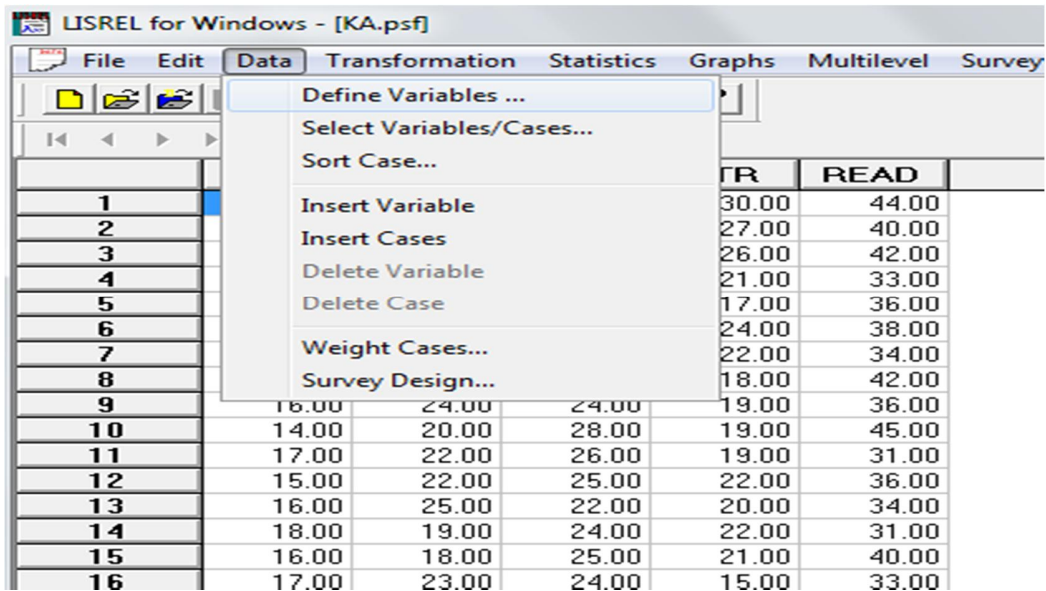 LISREL for Windows - [KA.psf]
File Edit Data Transformation Statistics Graphs Multilevel Survey
Define Variables ...
Select Variables/Cases...
Sort Case...
Insert Variable
Insert Cases
Delete Variable
Delete Case
Weight Cases...
Survey Design...
TR READ
1 30.00 44.00
2 27.00 40.00
3 26.00 42.00
4 21.00 33.00
5 17.00 36.00
6 24.00 38.00
7 22.00 34.00
8 18.00 42.00
9 16.00 24.00 24.00 19.00 36.00
10 14.00 20.00 28.00 19.00 45.00
11 17.00 22.00 26.00 19.00 31.00
12 15.00 22.00 25.00 22.00 36.00
13 16.00 25.00 22.00 20.00 34.00
14 18.00 19.00 24.00 22.00 31.00
15 16.00 18.00 25.00 21.00 40.00
16 17.00 23.00 24.00 15.00 33.00